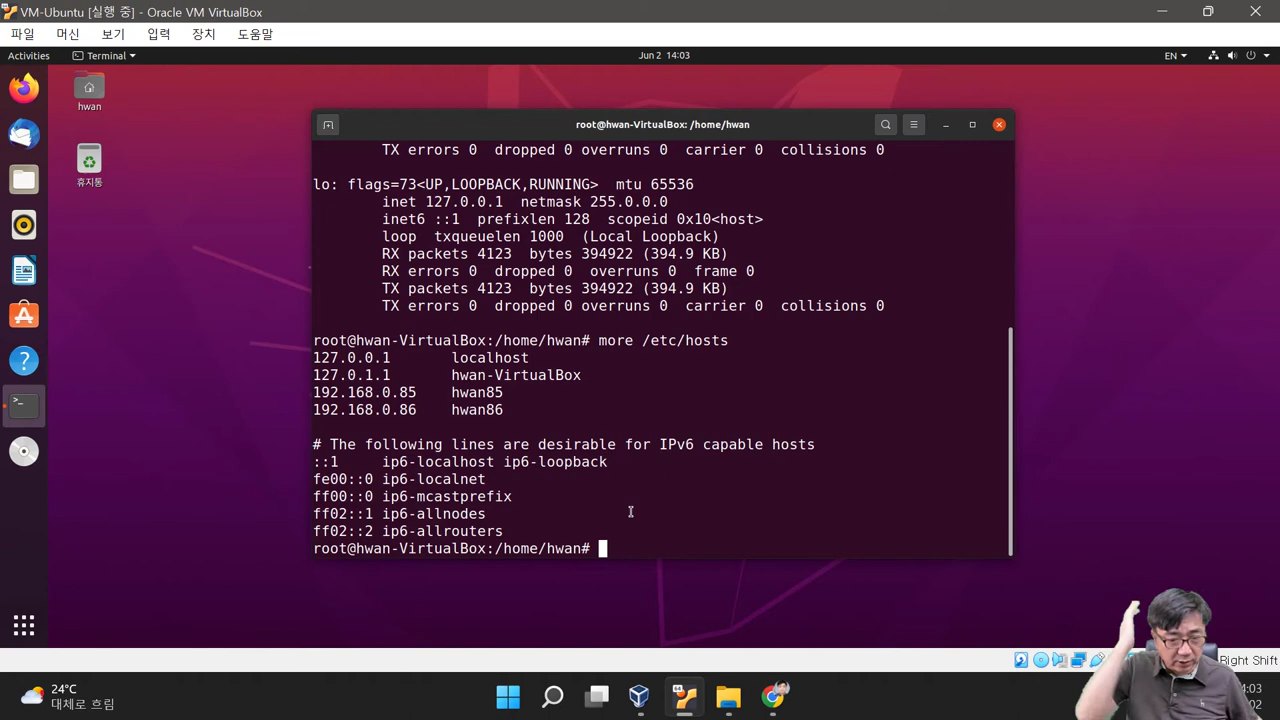 VM-Ubuntu [실행 중] - Oracle VM VirtualBox
파일 머신 보기 입력 장치 도움말
Activities Terminal Jun 2 14:03 EN
hwan
휴지통
root@hwan-VirtualBox: /home/hwan
TX errors 0 dropped 0 overruns 0 carrier 0 collisions 0
lo: flags=73<UP,LOOPBACK,RUNNING> mtu 65536
inet 127.0.0.1 netmask 255.0.0.0
inet6 ::1 prefixlen 128 scopeid 0x10<host>
loop txqueuelen 1000 (Local Loopback)
RX packets 4123 bytes 394922 (394.9 KB)
RX errors 0 dropped 0 overruns 0 frame 0
TX packets 4123 bytes 394922 (394.9 KB)
TX errors 0 dropped 0 overruns 0 carrier 0 collisions 0
root@hwan-VirtualBox:/home/hwan# more /etc/hosts
127.0.0.1 localhost
127.0.1.1 hwan-VirtualBox
192.168.0.85 hwan85
192.168.0.86 hwan86
# The following lines are desirable for IPv6 capable hosts
::1 ip6-localhost ip6-loopback
fe00::0 ip6-localnet
ff00::0 ip6-mcastprefix
ff02::1 ip6-allnodes
ff02::2 ip6-allrouters
root@hwan-VirtualBox:/home/hwan#
Right Shift
24°C
대체로 흐림